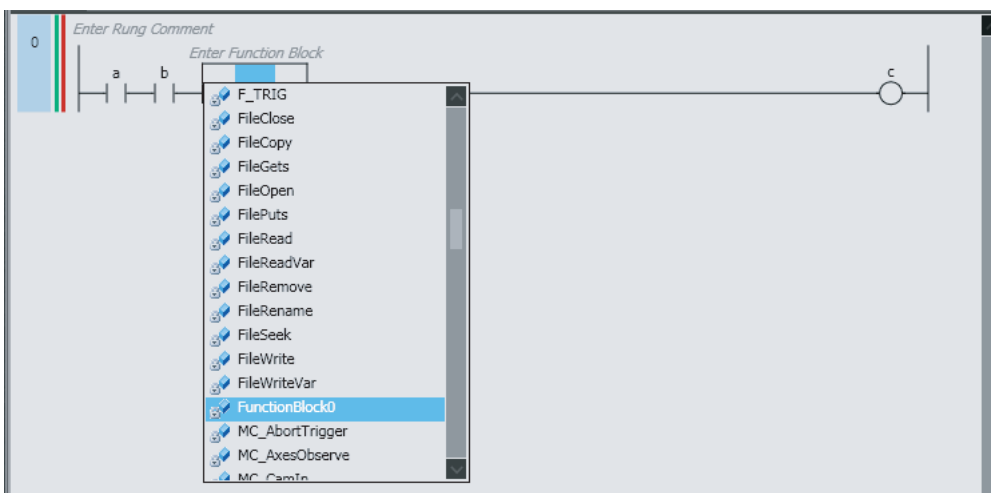 Enter Rung Comment
0
Enter Function Block
a b c
F_TRIG
FileClose
FileCopy
FileGets
FileOpen
FilePuts
FileRead
FileReadVar
FileRemove
FileRename
FileSeek
FileWrite
FileWriteVar
FunctionBlock0
MC_AbortTrigger
MC_AxesObserve
MC_CamIn